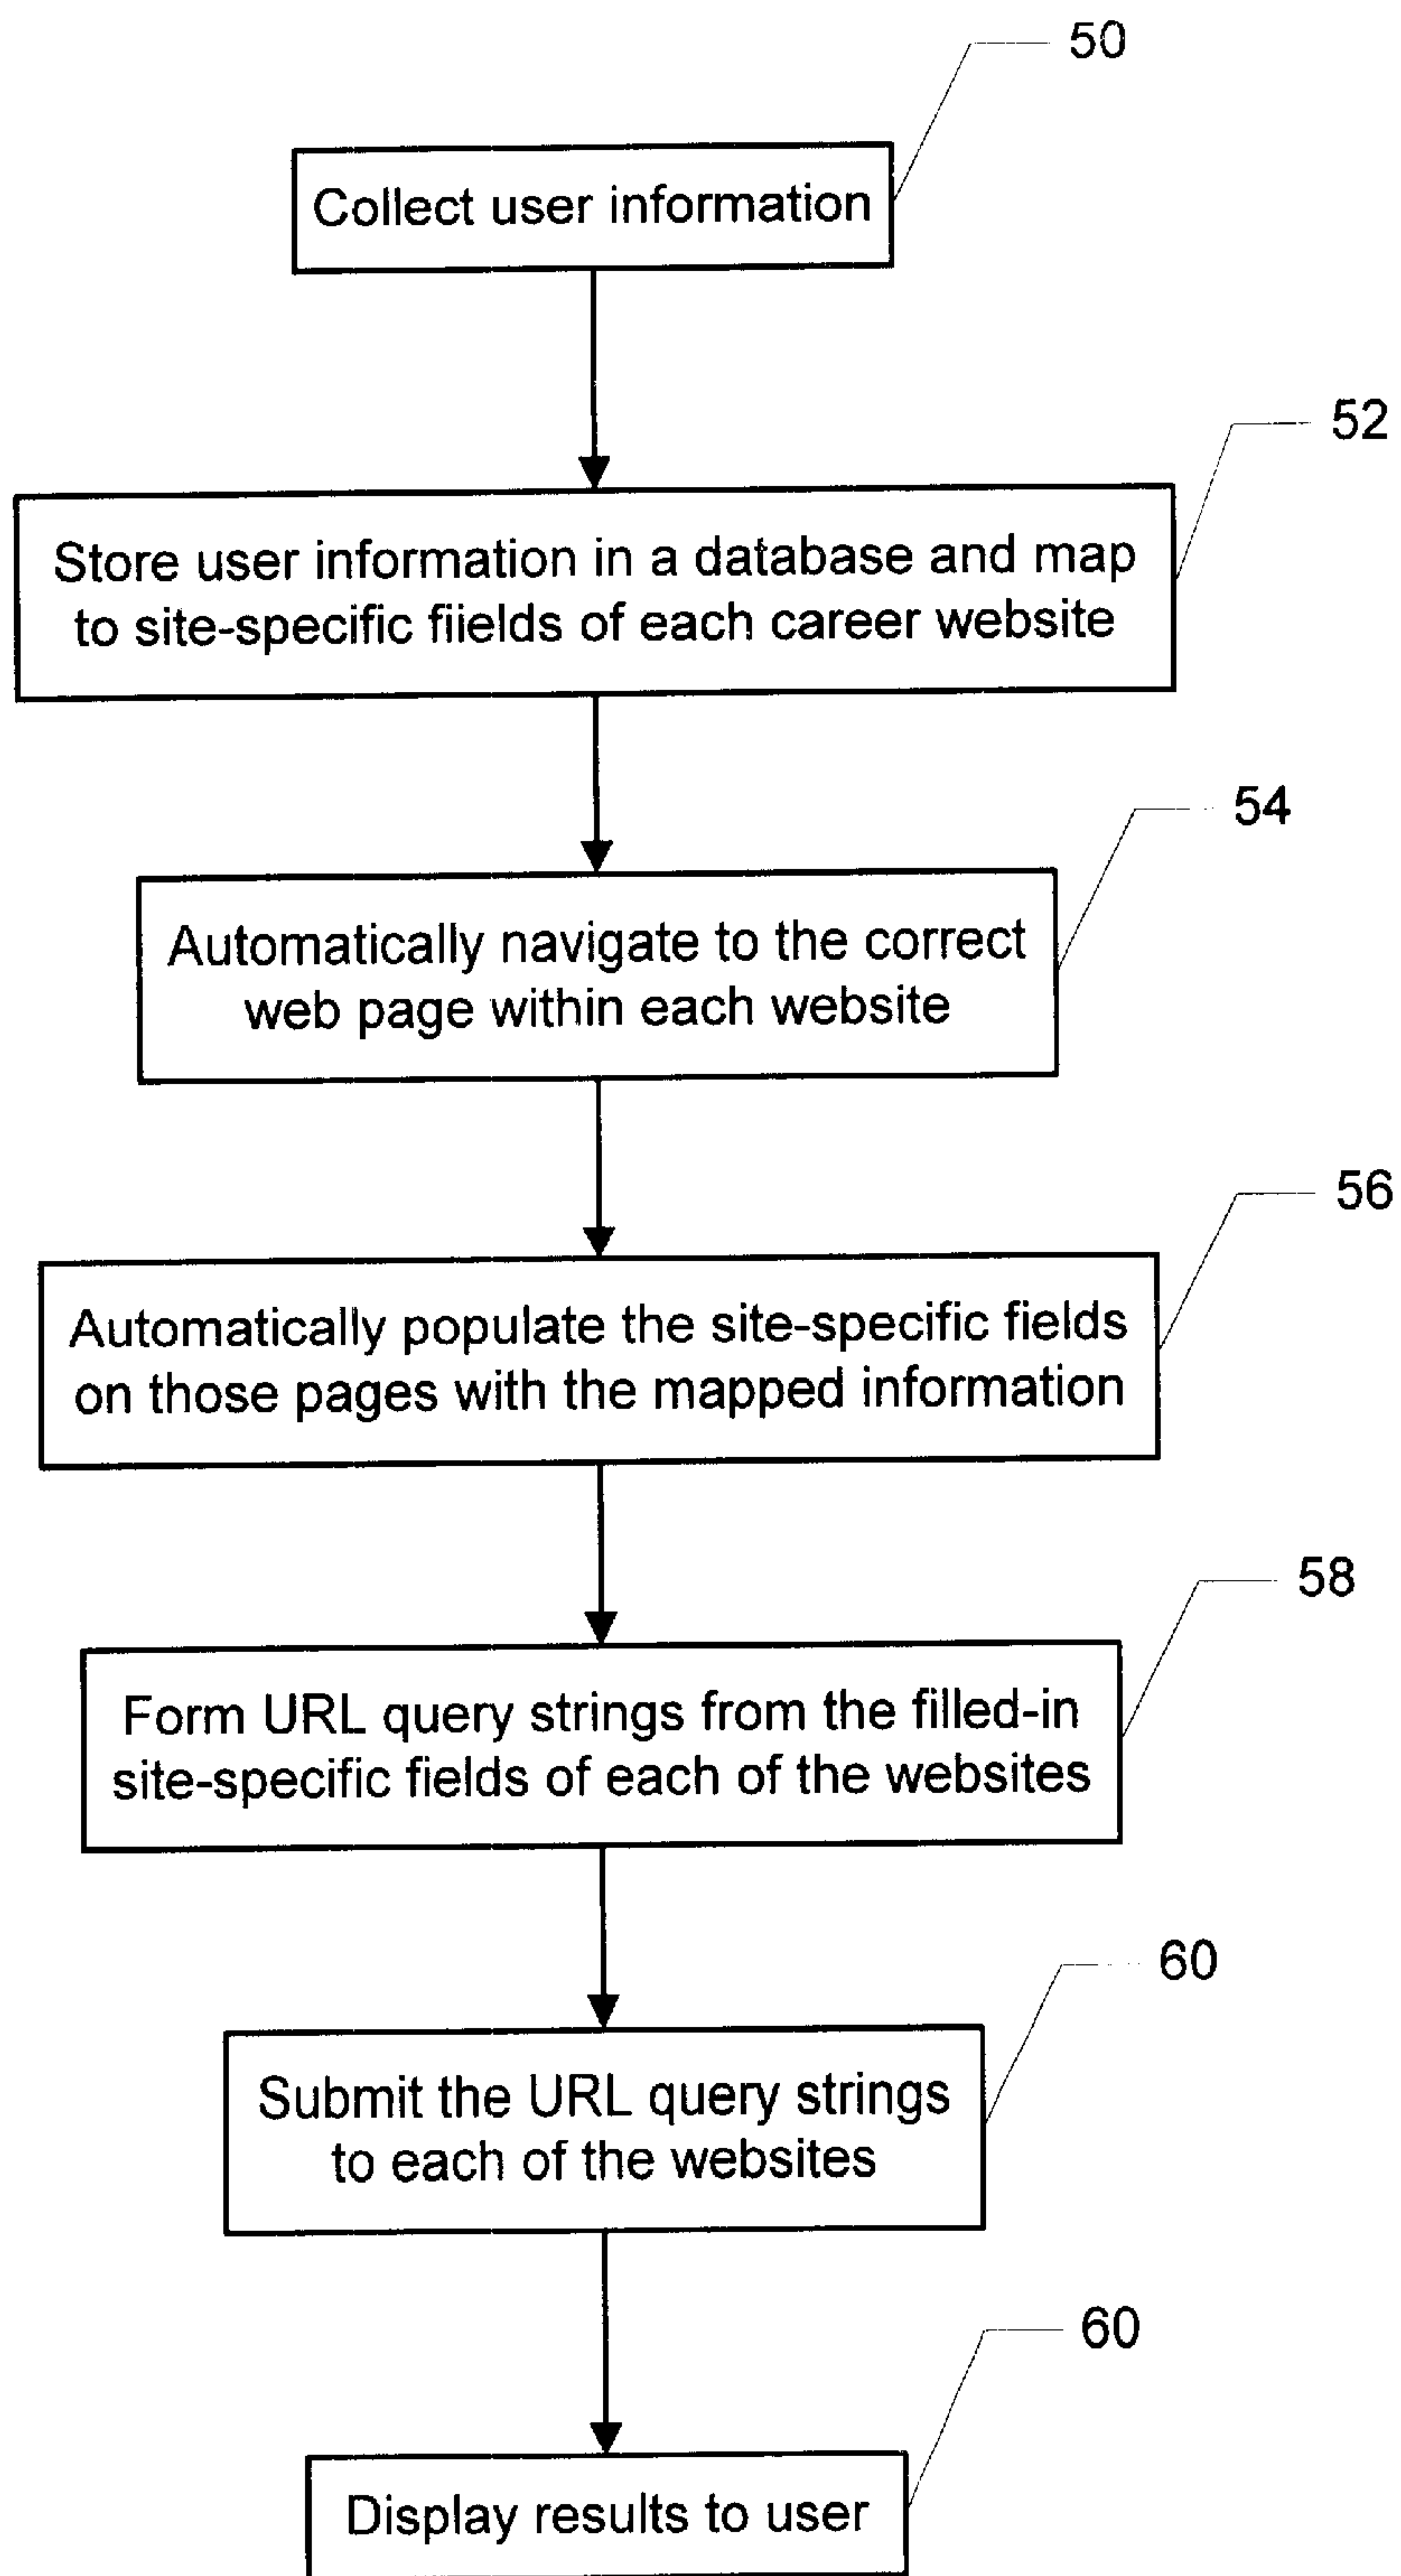 50
Collect user information
52
Store user information in a database and map
to site-specific fiields of each career website
54
Automatically navigate to the correct
web page within each website
56
Automatically populate the site-specific fields
on those pages with the mapped information
58
Form URL query strings from the filled-in
site-specific fields of each of the websites
60
Submit the URL query strings
to each of the websites
60
Display results to user